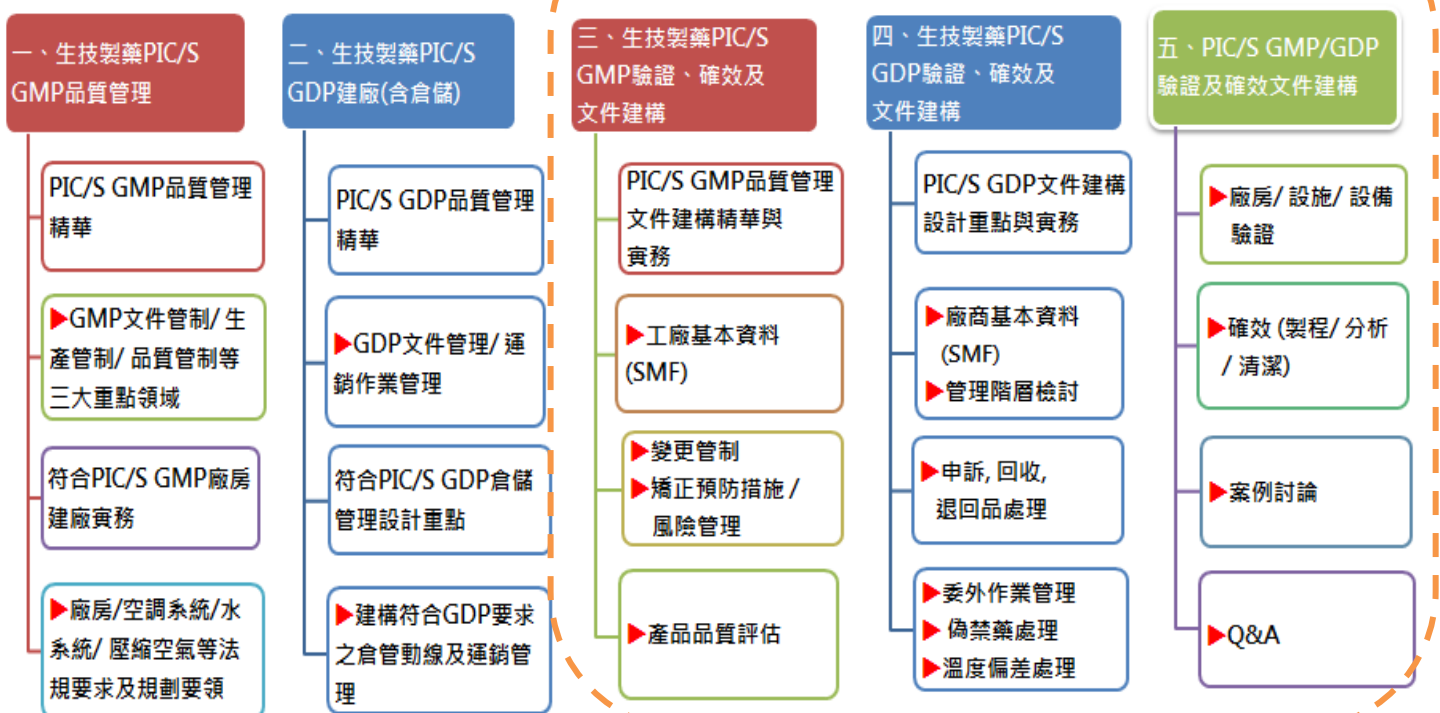 一、生技製藥PIC/S
GMP品質管理
PIC/S GMP品質管理
精華
▶GMP文件管制/ 生
產管制/ 品質管制等
三大重點領域
符合PIC/S GMP廠房
建廠實務
▶廠房/空調系統/水
系統/ 壓縮空氣等法
規要求及規劃要領
二、生技製藥PIC/S
GDP建廠(含倉儲)
PIC/S GDP品質管理
精華
▶GDP文件管理/ 運
銷作業管理
符合PIC/S GDP倉儲
管理設計重點
▶建構符合GDP要求
之倉管動線及運銷管
理
三、生技製藥PIC/S
GMP驗證、確效及
文件建構
PIC/S GMP品質管理
文件建構精華與
實務
▶工廠基本資料
(SMF)
▶變更管制
▶矯正預防措施 /
風險管理
▶產品品質評估
四、生技製藥PIC/S
GDP驗證、確效及
文件建構
PIC/S GDP文件建構
設計重點與實務
▶廠商基本資料
(SMF)
▶管理階層檢討
▶申訴, 回收,
退回品處理
▶委外作業管理
▶ 偽禁藥處理
▶溫度偏差處理
五、PIC/S GMP/GDP
驗證及確效文件建構
▶廠房/ 設施/ 設備
驗證
▶確效 (製程/ 分析
/ 清潔)
▶案例討論
▶Q&A